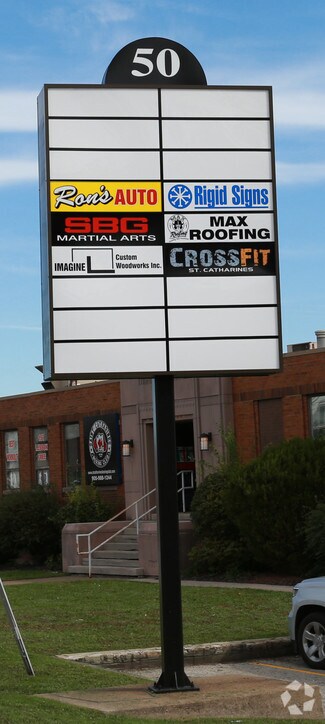 50
Ron's AUTO
Rigid Signs
SBG
MARTIAL ARTS
MAX
ROOFING
IMAGINE
Custom
Woodworks Inc.
CROSSFIT
ST. CATHARINES